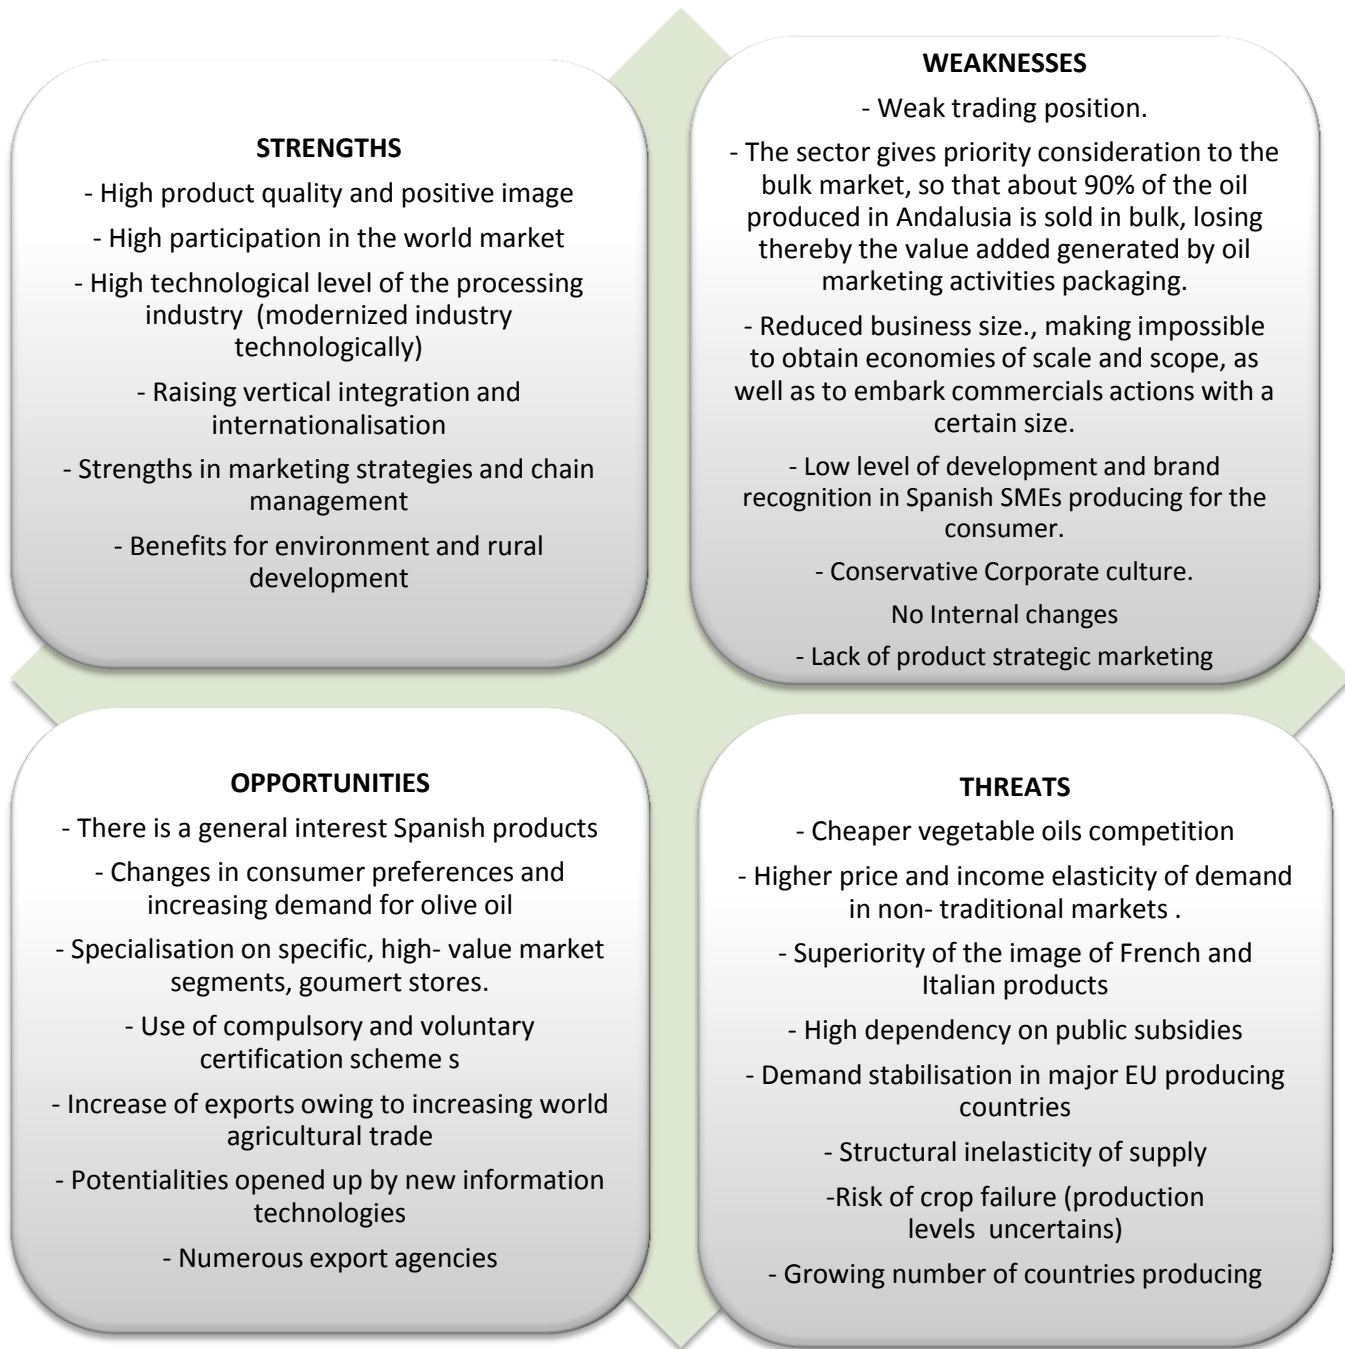 STRENGTHS
- High product quality and positive image
- High participation in the world market
- High technological level of the processing
industry (modernized industry
technologically)
- Raising vertical integration and
internationalisation
- Strengths in marketing strategies and chain
management
- Benefits for environment and rural
development
WEAKNESSES
- Weak trading position.
- The sector gives priority consideration to the
bulk market, so that about 90% of the oil
produced in Andalusia is sold in bulk, losing
thereby the value added generated by oil
marketing activities packaging.
- Reduced business size., making impossible
to obtain economies of scale and scope, as
well as to embark commercials actions with a
certain size.
- Low level of development and brand
recognition in Spanish SMEs producing for the
consumer.
- Conservative Corporate culture.
No Internal changes
- Lack of product strategic marketing
OPPORTUNITIES
- There is a general interest Spanish products
- Changes in consumer preferences and
increasing demand for olive oil
- Specialisation on specific, high- value market
segments, goumert stores.
- Use of compulsory and voluntary
certification scheme s
- Increase of exports owing to increasing world
agricultural trade
- Potentialities opened up by new information
technologies
- Numerous export agencies
THREATS
- Cheaper vegetable oils competition
- Higher price and income elasticity of demand
in non- traditional markets .
- Superiority of the image of French and
Italian products
- High dependency on public subsidies
- Demand stabilisation in major EU producing
countries
- Structural inelasticity of supply
-Risk of crop failure (production
levels uncertains)
- Growing number of countries producing